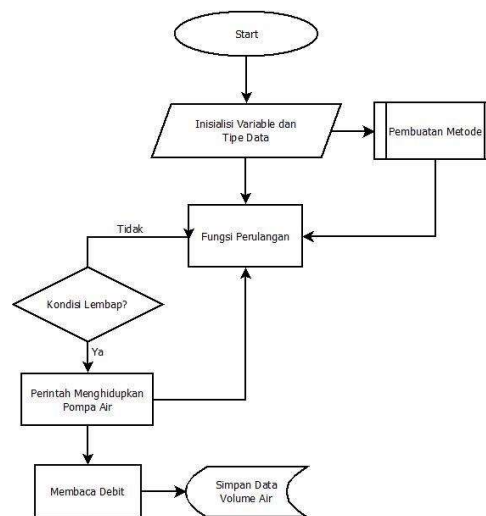 Start
Inisialisi Variable dan
Tipe Data
Pembuatan Metode
Fungsi Perulangan
Tidak
Kondisi Lembap?
Ya
Perintah Menghidupkan
Pompa Air
Membaca Debit
Simpan Data
Volume Air